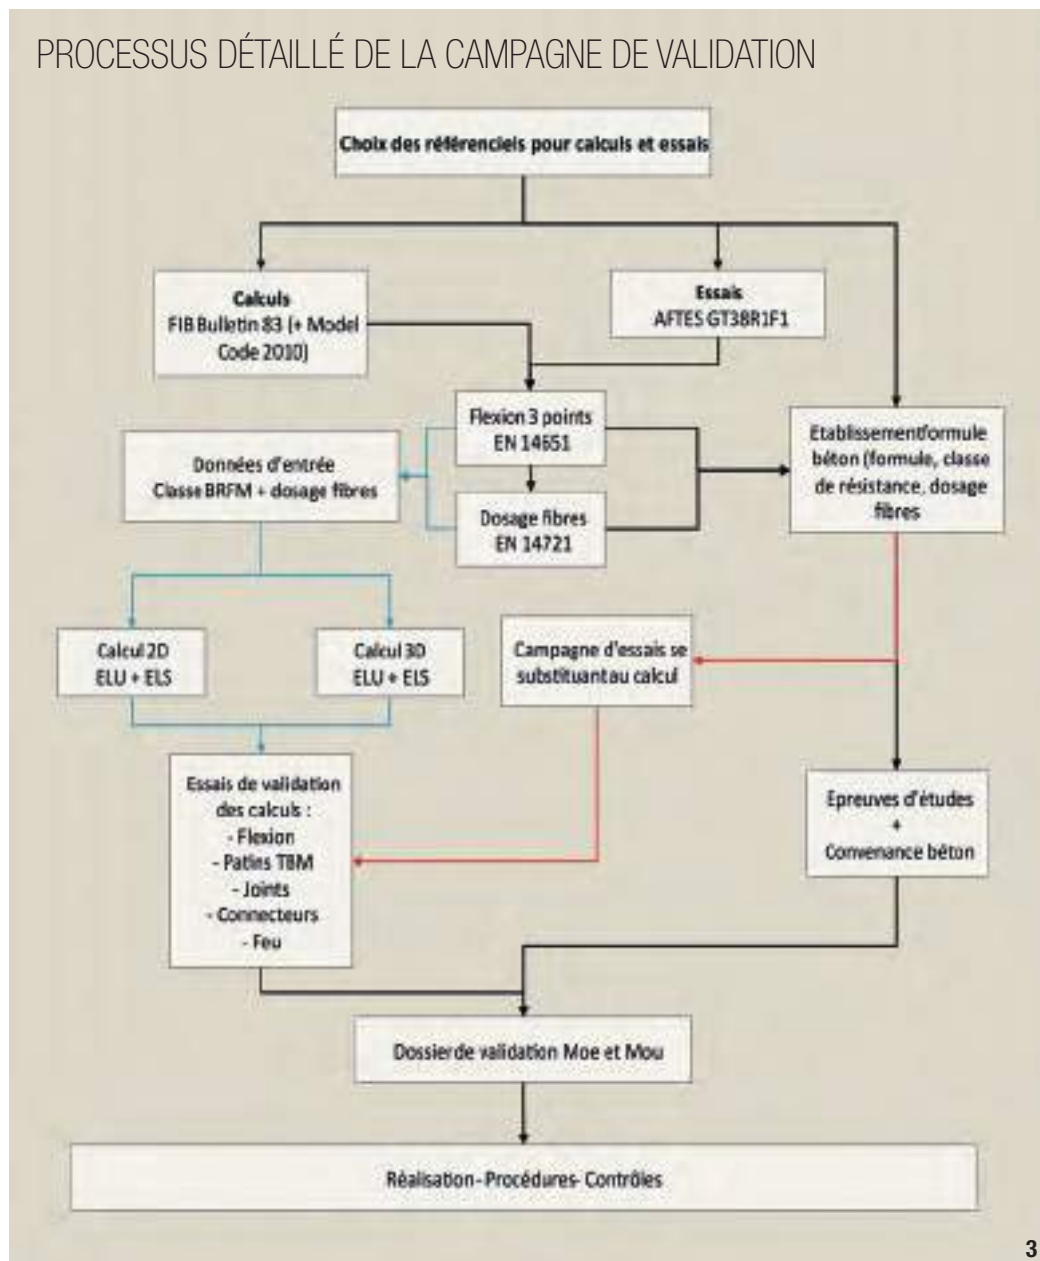 PROCESSUS DÉTAILLÉ DE LA CAMPAGNE DE VALIDATION
Choix des référenciels pour calculs et essais
Calculs
FIB Bulletin 83 (+ Model
Code 2010)
Essais
AFTES GT38R1F1
Flexion 3 points
EN 14651
Etablissementformule
béton (formule, classe
de résistance, dosage
fibres
Données d'entrée
Classe BRFM + dosage fibres
Dosage fibres
EN 14721
Calcul 2D
ELU + ELS
Calcul 3D
ELU + ELS
Campagne d'essais se
substituant au calcul
Essais de validation
des calculs :
- Flexion
- Patins TBM
- Joints
- Connecteurs
- Feu
Epreuves d'études
+
Convenance béton
Dossier de validation Moe et Mou
Réalisation- Procédures- Contrôles
3